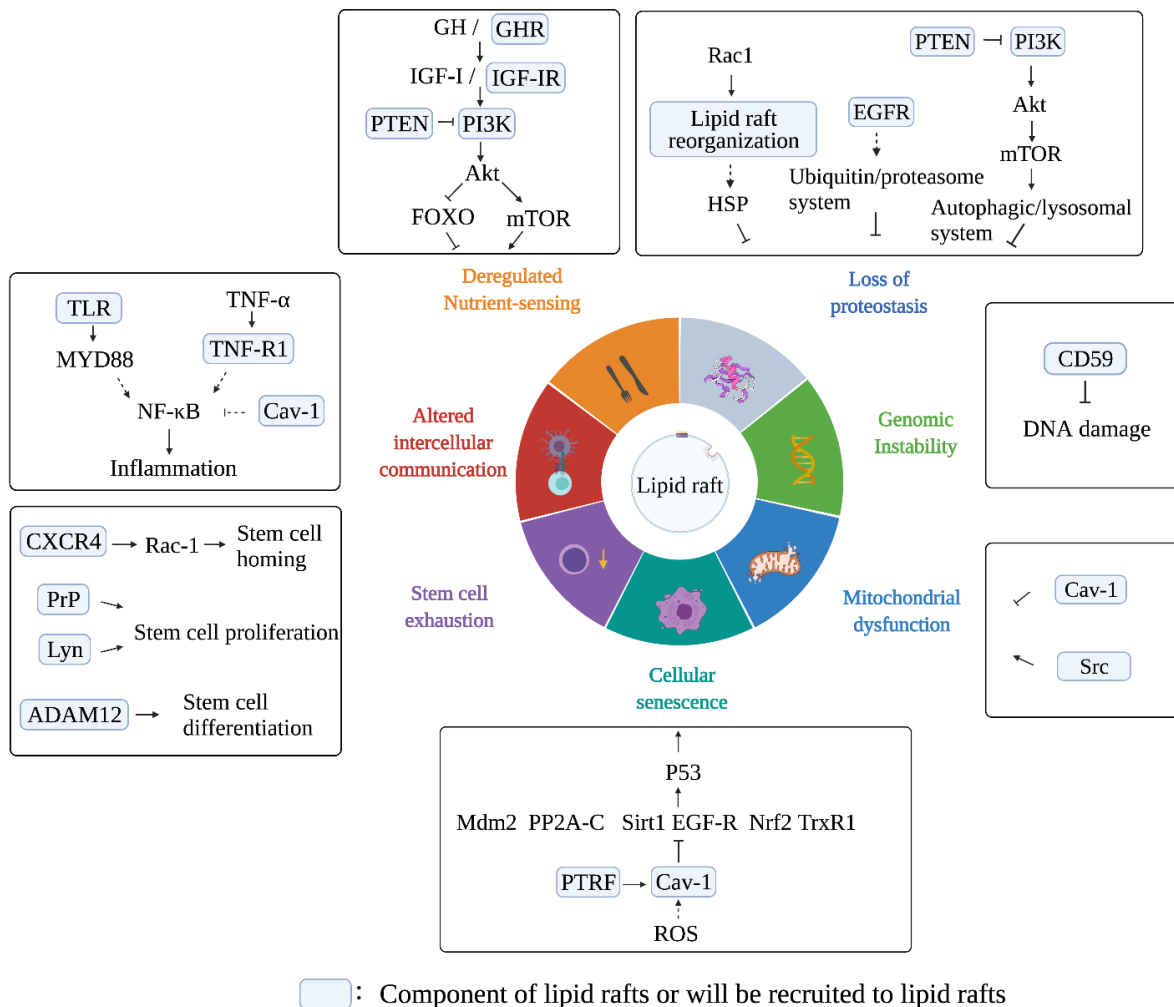 GH / GHR
IGF-I / IGF-IR
PTEN PI3K
Akt
FOXO mTOR
Deregulated
Nutrient-sensing
Rac1
Lipid raft
reorganization
HSP
EGFR
Ubiquitin/proteasome
system
PTEN PI3K
Akt
mTOR
Autophagic/lysosomal
system
Loss of
proteostasis
TLR
MYD88
TNF-α
TNF-R1
NF-κB
Cav-1
Inflammation
Altered
intercellular
communication
Lipid raft
Genomic
Instability
CD59
DNA damage
CXCR4 Rac-1 Stem cell
homing
PrP
Lyn
Stem cell proliferation
ADAM12 Stem cell
differentiation
Stem cell
exhaustion
Mitochondrial
dysfunction
Cav-1
Src
Cellular
senescence
P53
Mdm2 PP2A-C Sirt1 EGF-R Nrf2 TrxR1
PTRF Cav-1
ROS
: Component of lipid rafts or will be recruited to lipid rafts